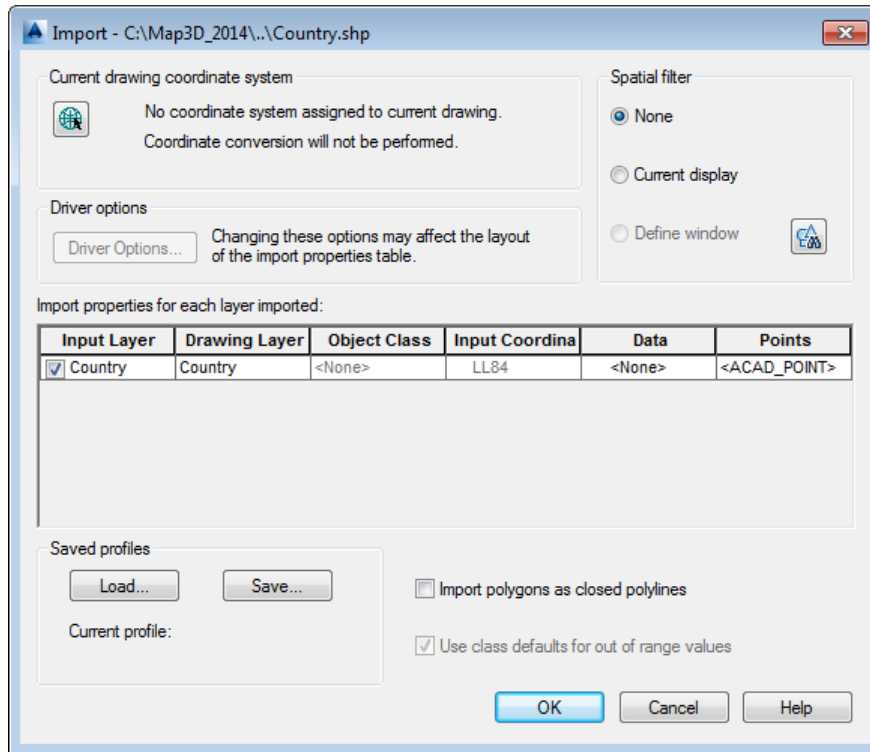 Import - C:\Map3D_2014\..\Country.shp
Current drawing coordinate system
No coordinate system assigned to current drawing.
Coordinate conversion will not be performed.
Spatial filter
None
Current display
Define window
Driver options
Driver Options...
Changing these options may affect the layout
of the import properties table.
Import properties for each layer imported:
Input Layer Drawing Layer Object Class Input Coordina Data Points
Country Country <None> LL84 <None> <ACAD_POINT>
Saved profiles
Load... Save...
Current profile:
Import polygons as closed polylines
Use class defaults for out of range values
OK Cancel Help